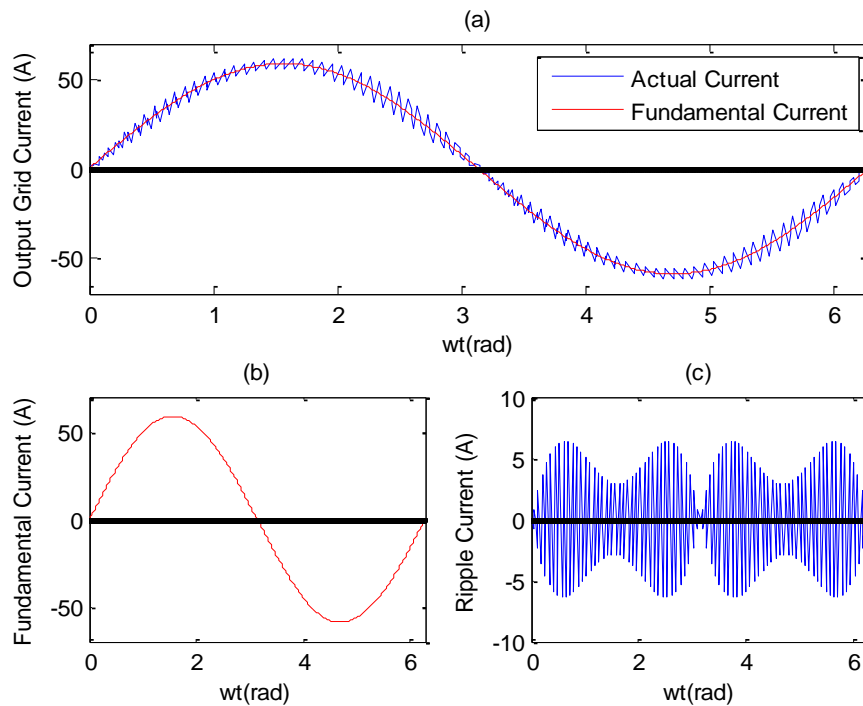 (a)
Output Grid Current (A)
50
0
-50
Actual Current
Fundamental Current
0 1 2 3 4 5 6
wt(rad)
(b)
Fundamental Current (A)
50
0
-50
0 2 4 6
wt(rad)
(c)
Ripple Current (A)
10
5
0
-5
-10
0 2 4 6
wt(rad)